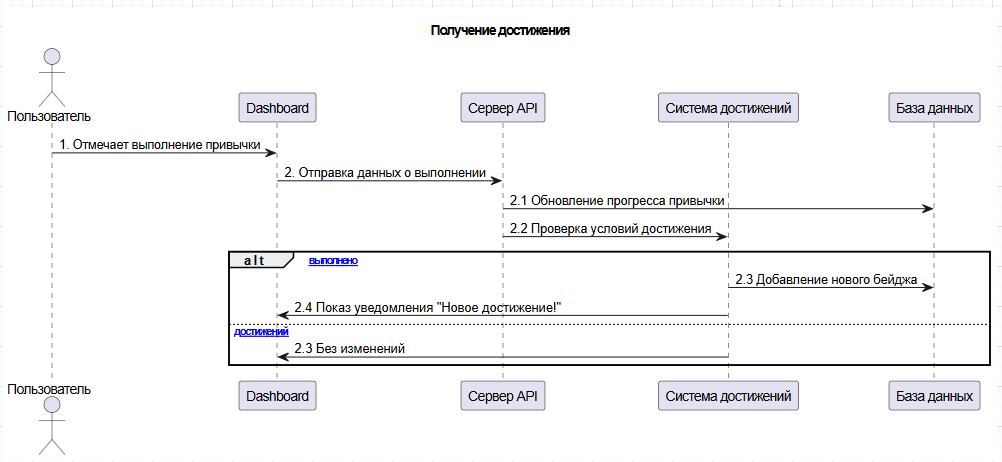 Получение достижения
Пользователь
Dashboard
Сервер API
Система достижений
База данных
1. Отмечает выполнение привычки
2. Отправка данных о выполнении
2.1 Обновление прогресса привычки
2.2 Проверка условий достижения
alt
выполнено
2.3 Добавление нового бейджа
2.4 Показ уведомления "Новое достижение!"
достижений
2.3 Без изменений
Пользователь
Dashboard
Сервер API
Система достижений
База данных